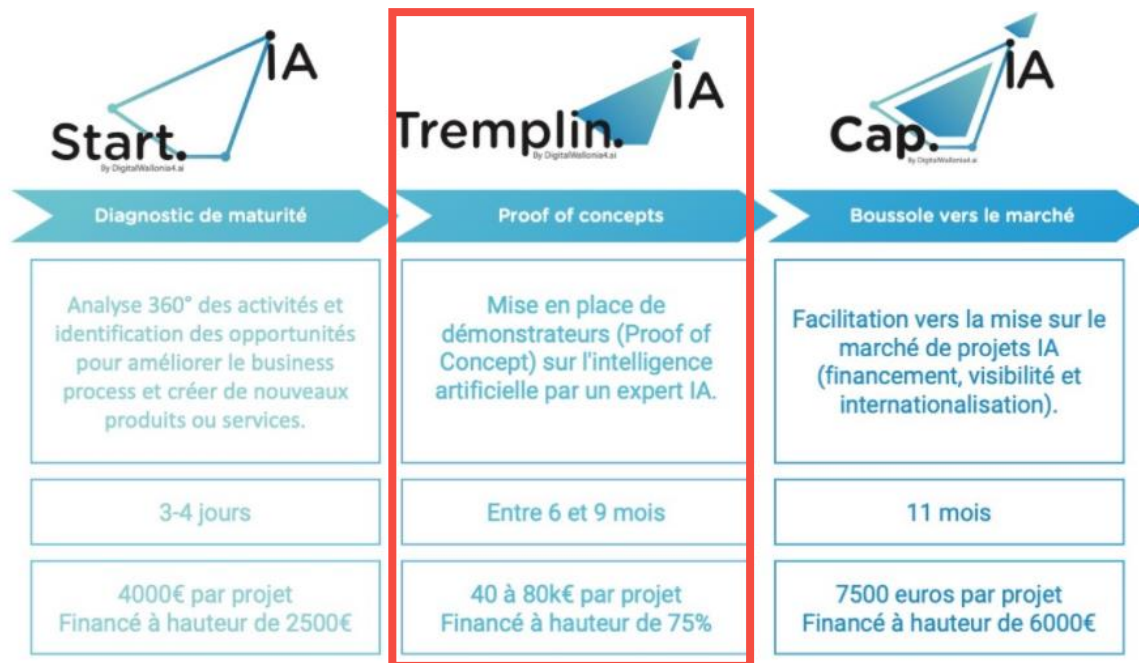 Start. IA
By DigitalWallonia4.ai
Diagnostic de maturité
Analyse 360° des activités et
identification des opportunités
pour améliorer le business
process et créer de nouveaux
produits ou services.
3-4 jours
4000€ par projet
Financé à hauteur de 2500€
Tremplin. IA
By DigitalWallonia4.ai
Proof of concepts
Mise en place de
démonstrateurs (Proof of
Concept) sur l'intelligence
artificielle par un expert IA.
Entre 6 et 9 mois
40 à 80k€ par projet
Financé à hauteur de 75%
Cap. IA
By DigitalWallonia4.ai
Boussole vers le marché
Facilitation vers la mise sur le
marché de projets IA
(financement, visibilité et
internationalisation).
11 mois
7500 euros par projet
Financé à hauteur de 6000€